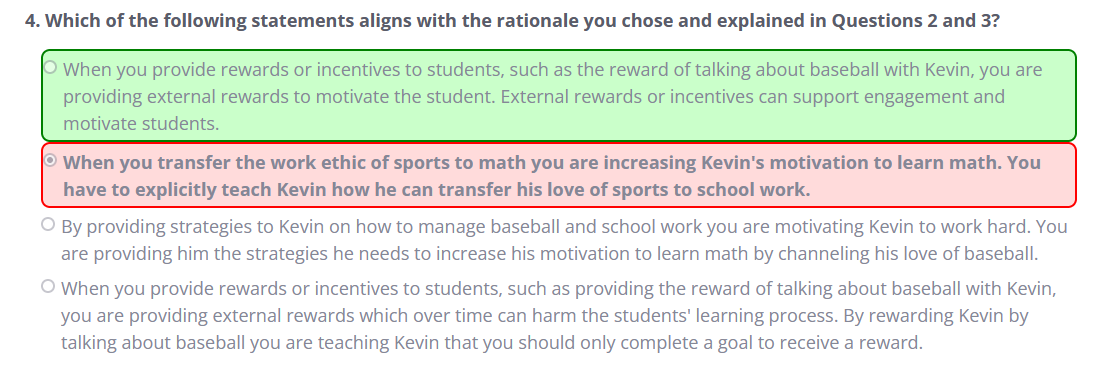 4. Which of the following statements aligns with the rationale you chose and explained in Questions 2 and 3?
When you provide rewards or incentives to students, such as the reward of talking about baseball with Kevin, you are
providing external rewards to motivate the student. External rewards or incentives can support engagement and
motivate students.
When you transfer the work ethic of sports to math you are increasing Kevin's motivation to learn math. You
have to explicitly teach Kevin how he can transfer his love of sports to school work.
By providing strategies to Kevin on how to manage baseball and school work you are motivating Kevin to work hard. You
are providing him the strategies he needs to increase his motivation to learn math by channeling his love of baseball.
When you provide rewards or incentives to students, such as providing the reward of talking about baseball with Kevin,
you are providing external rewards which over time can harm the students' learning process. By rewarding Kevin by
talking about baseball you are teaching Kevin that you should only complete a goal to receive a reward.